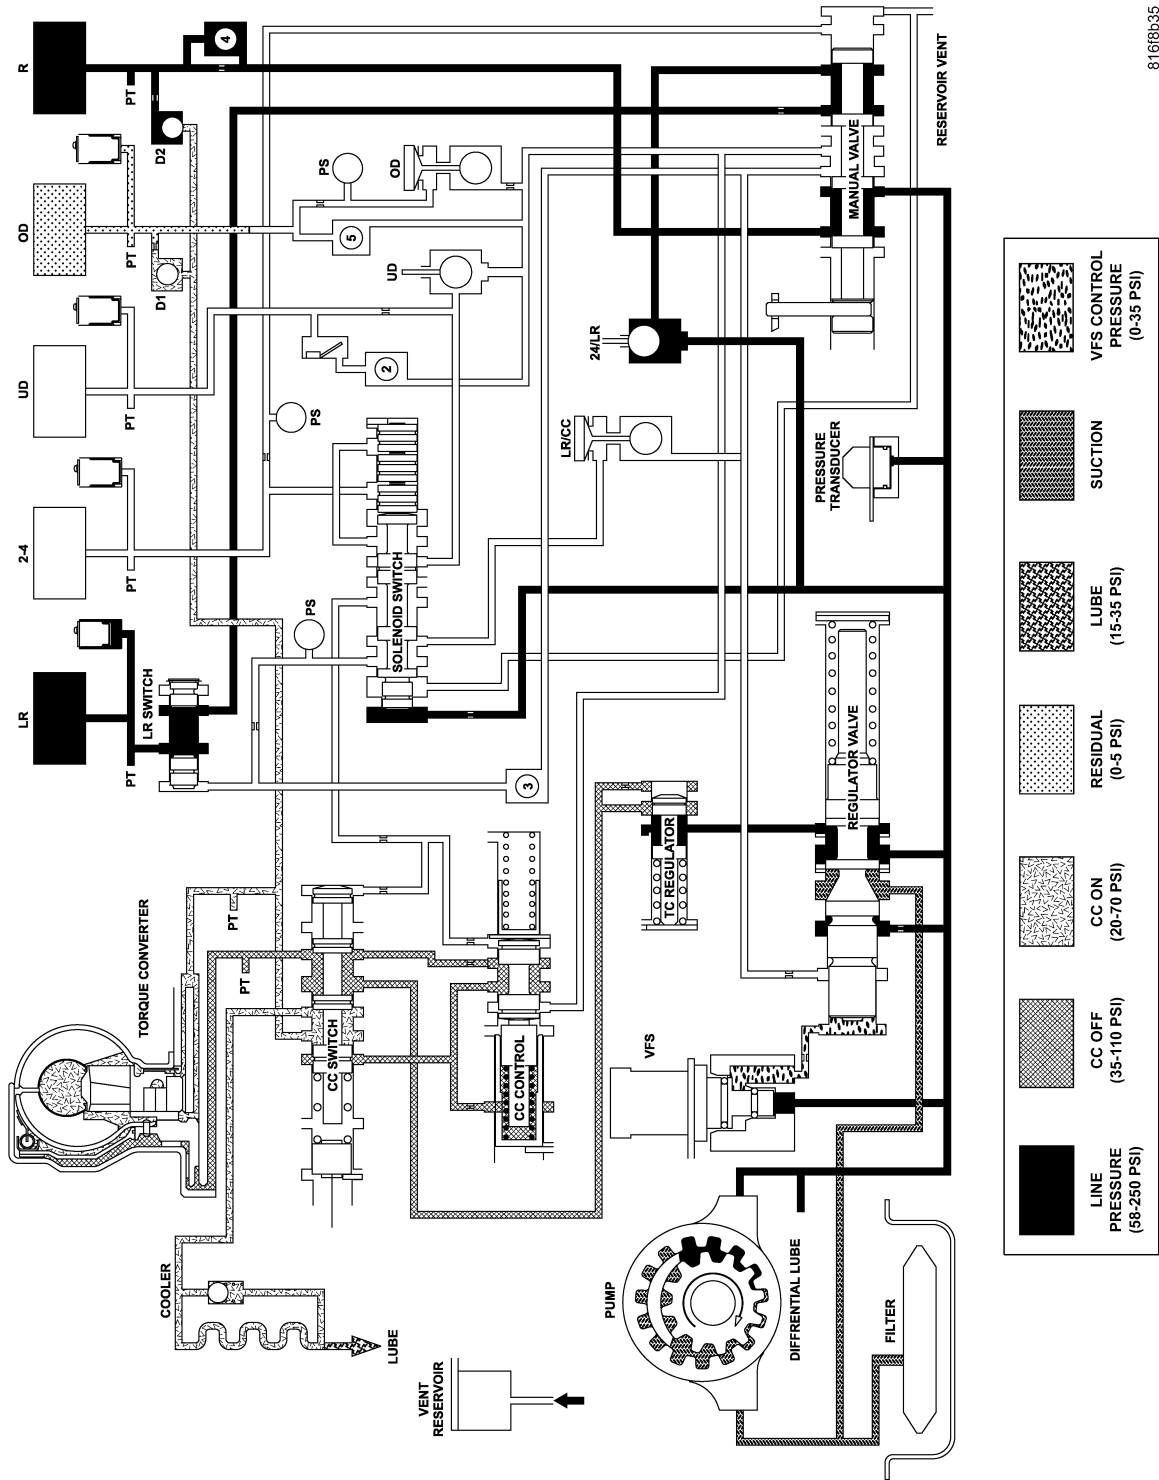 816f8b35
R
4
PT
D2
OD
PT
D1
PS
OD
5
UD
MANUAL VALVE
RESERVOIR VENT
UD
PT
2
24/LR
PS
LR/CC
PRESSURE
TRANSDUCER
2-4
PT
PS
SOLENOID SWITCH
LR
LR SWITCH
PT
3
TC REGULATOR
REGULATOR VALVE
TORQUE CONVERTER
PT
PT
CC SWITCH
CC CONTROL
VFS
COOLER
LUBE
VENT
RESERVOIR
PUMP
DIFFRENTIAL LUBE
FILTER
LINE
PRESSURE
(58-250 PSI)
CC OFF
(35-110 PSI)
CC ON
(20-70 PSI)
RESIDUAL
(0-5 PSI)
LUBE
(15-35 PSI)
SUCTION
VFS CONTROL
PRESSURE
(0-35 PSI)